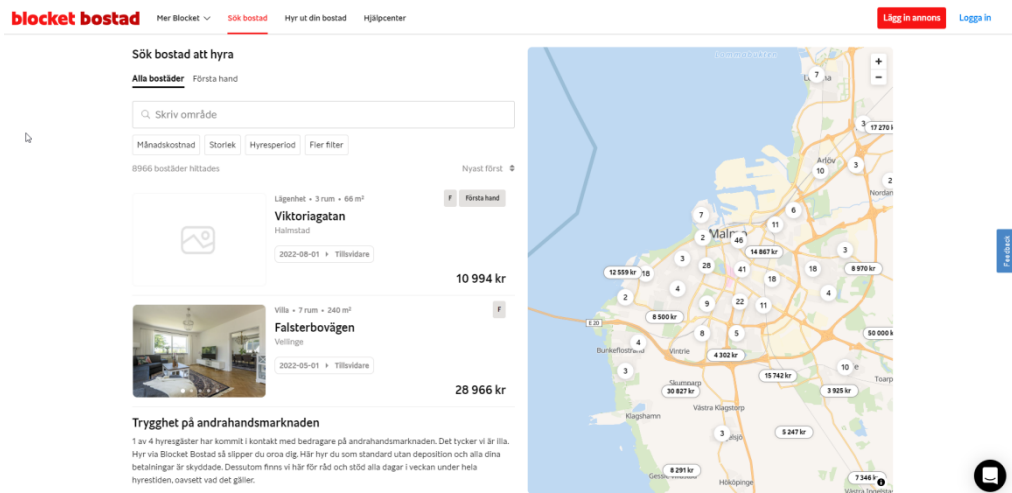 blocket bostad
Mer Blocket
Sök bostad
Hyr ut din bostad
Hjälpcenter
Lägg in annons
Logga in
Sök bostad att hyra
Alla bostäder
Första hand
Skriv område
Månadskostnad
Storlek
Hyresperiod
Fler filter
8966 bostäder hittades
Nyast först
Lägenhet • 3 rum • 66 m²
F
Första hand
Viktoriagatan
Halmstad
2022-08-01
Tillsvidare
10 994 kr
Villa • 7 rum • 240 m²
F
Falsterbovägen
Vellinge
2022-05-01
Tillsvidare
28 966 kr
Trygghet på andrahandsmarknaden
1 av 4 hyresgäster har kommit i kontakt med bedragare på andrahandsmarknaden. Det tycker vi är illa.
Hyr via Blocket Bostad så slipper du oroa dig. Här hyr du som standard utan deposition och alla dina
betalningar är skyddade. Dessutom finns vi här för råd och stöd alla dagar i veckan under hela
hyrestiden, oavsett vad det gäller.
+
−
7
3
17 270 k
Arlöv
3
10
2
Nordan
6
7
11
2
Malmö
46
14 867 kr
3
3
28
41
12 559 kr
18
18
18
8 970 kr
4
4
2
9
22
11
8 500 kr
E 20
8
5
50 000 k
4
Bunkeflostrand
Vintrie
4 302 kr
3
10
Toarp
15 742 kr
Skumparp
30 827 kr
3 925 kr
Västra Klagstorp
Klagshamn
3
5 247 kr
8 291 kr
Hököpinge
7 346
Feedback